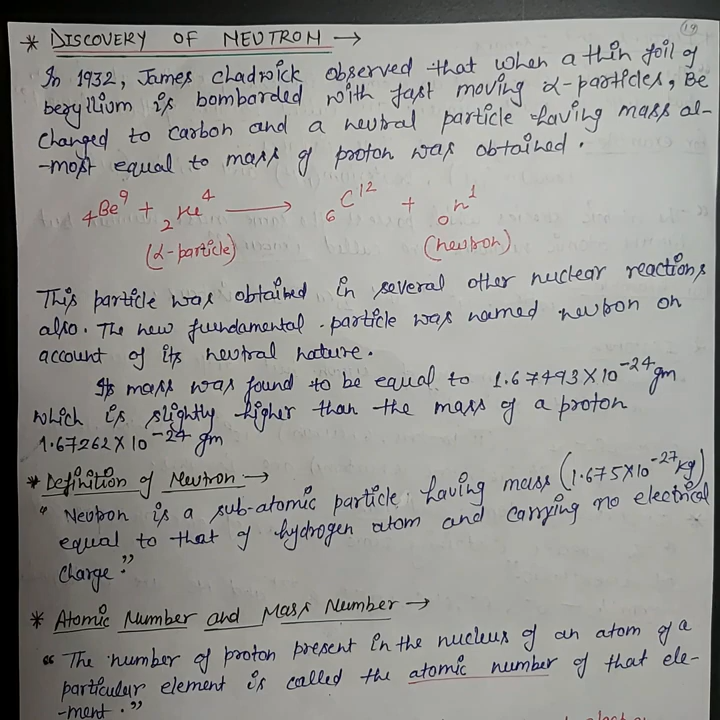 19
* DISCOVERY OF NEUTRON →
In 1932, James chadwick observed that when a thin foil of
beryllium is bombarded with fast moving α-particles, Be
changed to carbon and a neutral particle having mass al-
-most equal to mass of proton was obtained.
₄Be⁹ + ₂He⁴ ⟶ ₆C¹² + ₀n¹
(α-particle) (neutron)
This particle was obtained in several other nuclear reactions
also. The new fundamental particle was named neutron on
account of its neutral nature.
Its mass was found to be equal to 1.67493×10⁻²⁴ gm
which is slightly higher than the mass of a proton
1.67262×10⁻²⁴ gm
* Definition of Neutron :→
" Neutron is a sub-atomic particle having mass (1.675×10⁻²⁷ kg)
equal to that of hydrogen atom and carrying no electrical
charge."
* Atomic Number and Mass Number →
" The number of proton present in the nucleus of an atom of a
particular element is called the atomic number of that ele-
-ment."